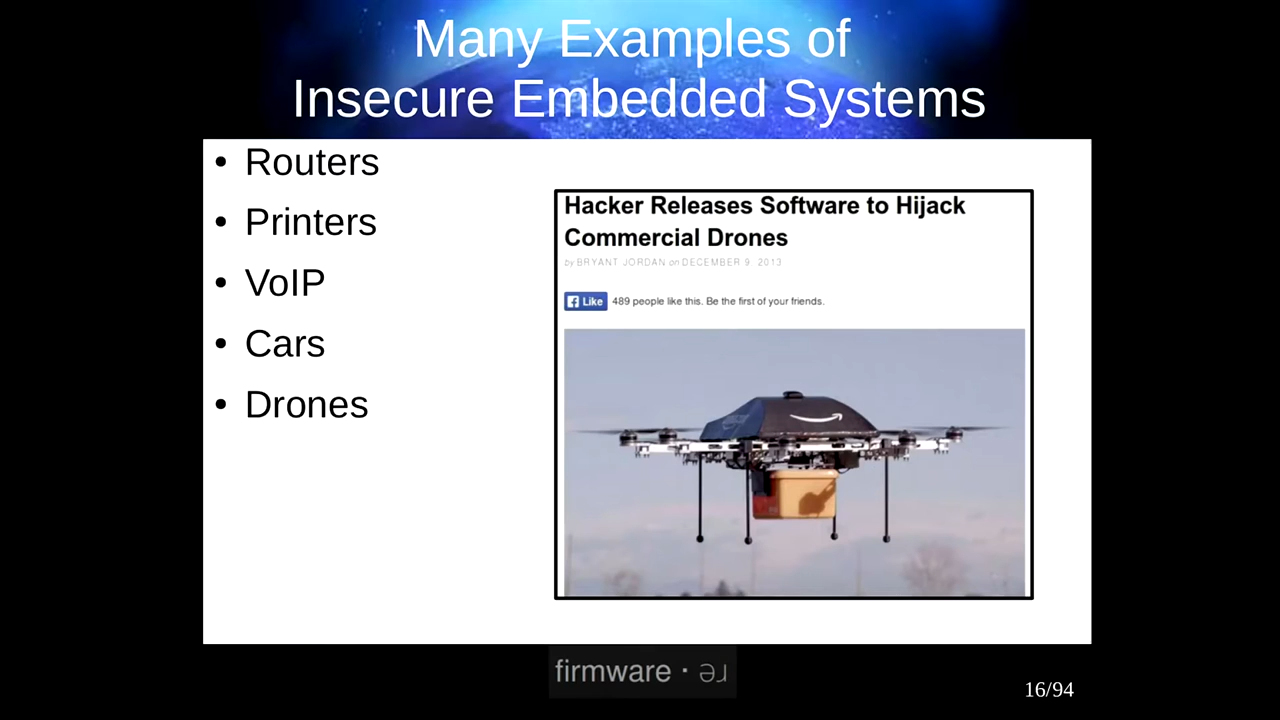 Many Examples of
Insecure Embedded Systems
• Routers
• Printers
• VoIP
• Cars
• Drones
Hacker Releases Software to Hijack
Commercial Drones
by BRYANT JORDAN on DECEMBER 9 2013
Like 489 people like this. Be the first of your friends.
firmware · ǝɹ
16/94